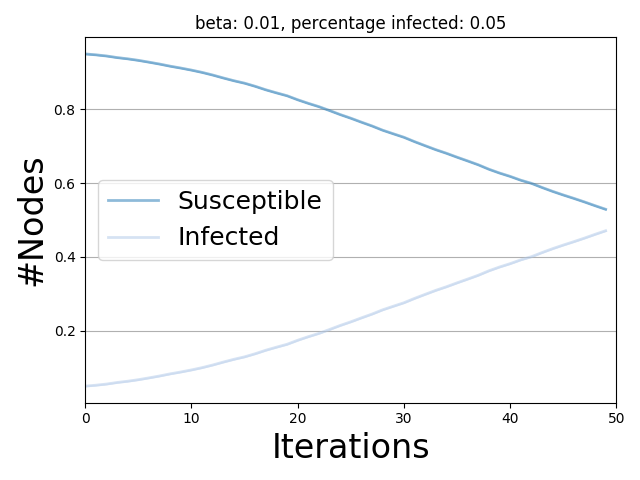 beta: 0.01, percentage infected: 0.05
#Nodes
0.8
0.6
0.4
0.2
Susceptible
Infected
0 10 20 30 40 50
Iterations